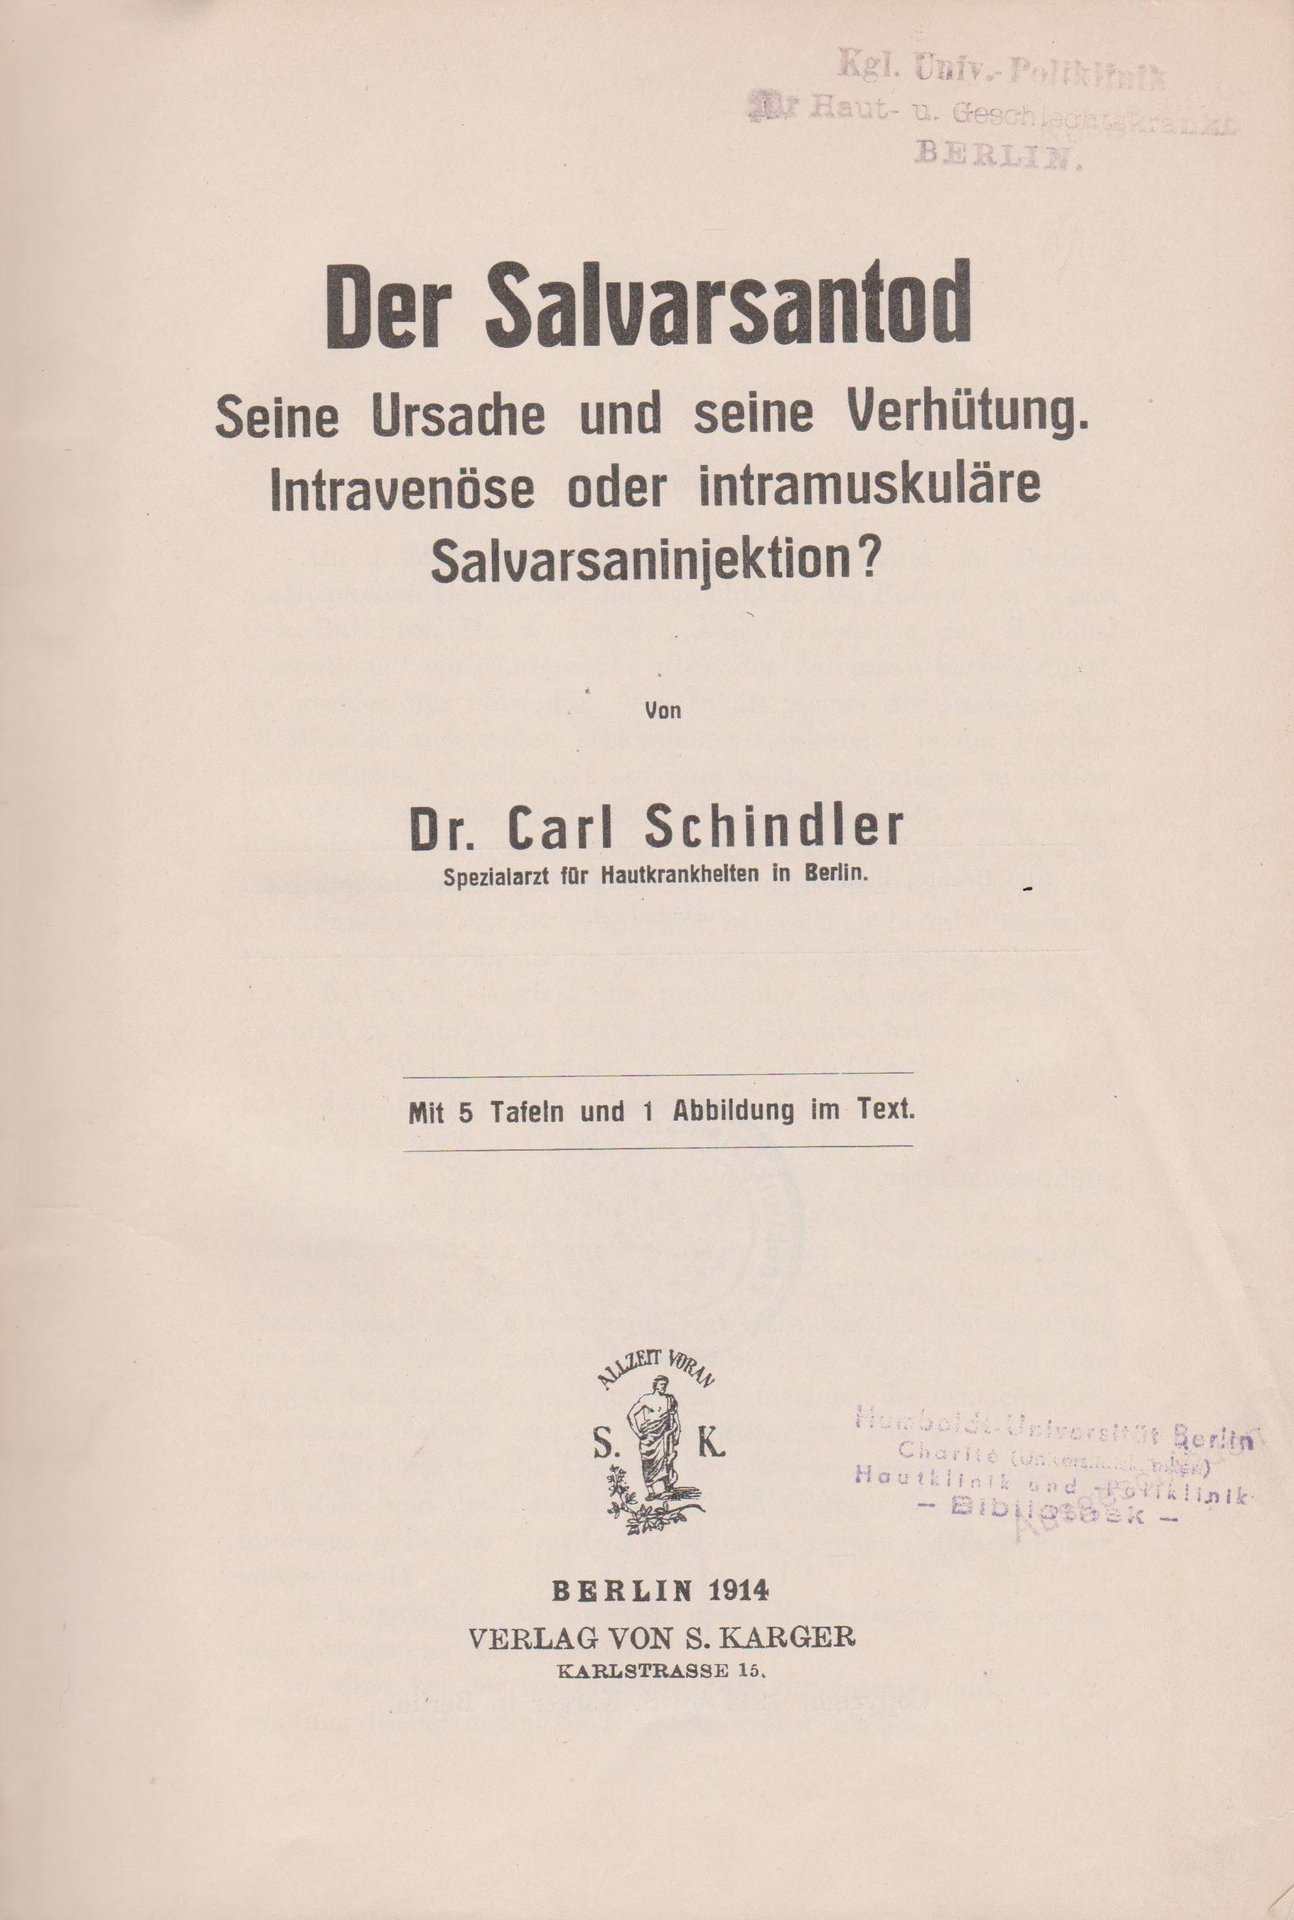 Kgl. Univ.-Poliklinik
für Haut- u. Geschlechtskrankh
BERLIN.
Der Salvarsantod
Seine Ursache und seine Verhütung.
Intravenöse oder intramuskuläre
Salvarsaninjektion?
Von
Dr. Carl Schindler
Spezialarzt für Hautkrankheiten in Berlin.
Mit 5 Tafeln und 1 Abbildung im Text.
ALLZEIT VORAN
S. K.
Humboldt-Universität Berlin
Charité
Hautklinik und -Poliklinik
- Bibliothek -
BERLIN 1914
VERLAG VON S. KARGER
KARLSTRASSE 15.